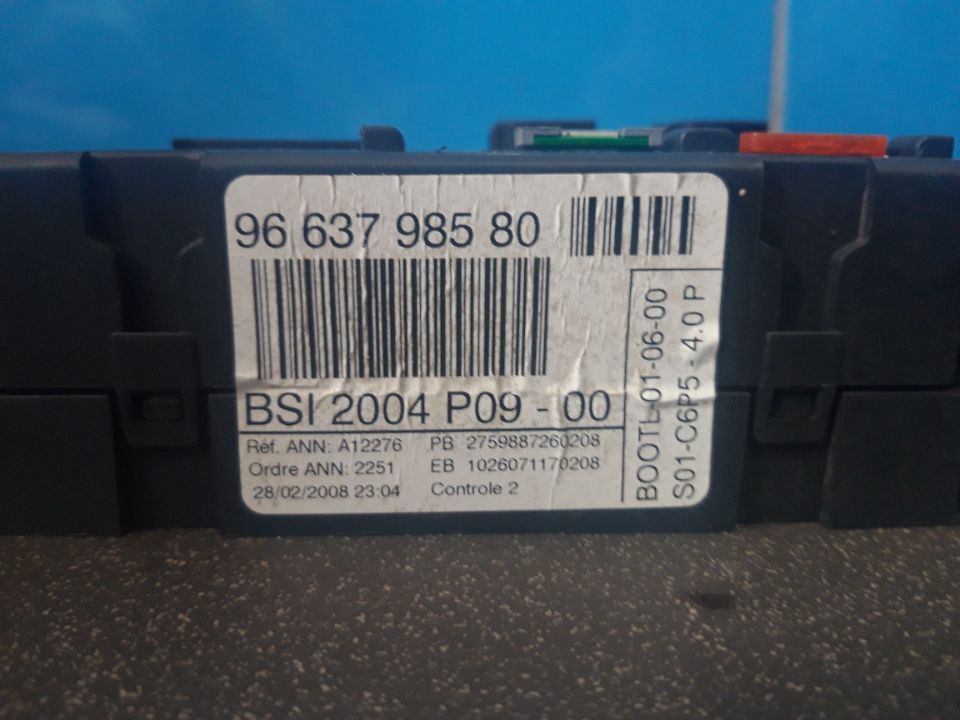 96 637 985 80
BSI 2004 P09 - 00
Réf. ANN: A12276 PB 2759887260208
Ordre ANN: 2251 EB 1026071170208
28/02/2008 23:04 Controle 2
BOOTL-01-06-00
S01-C6P5 - 4.0 P